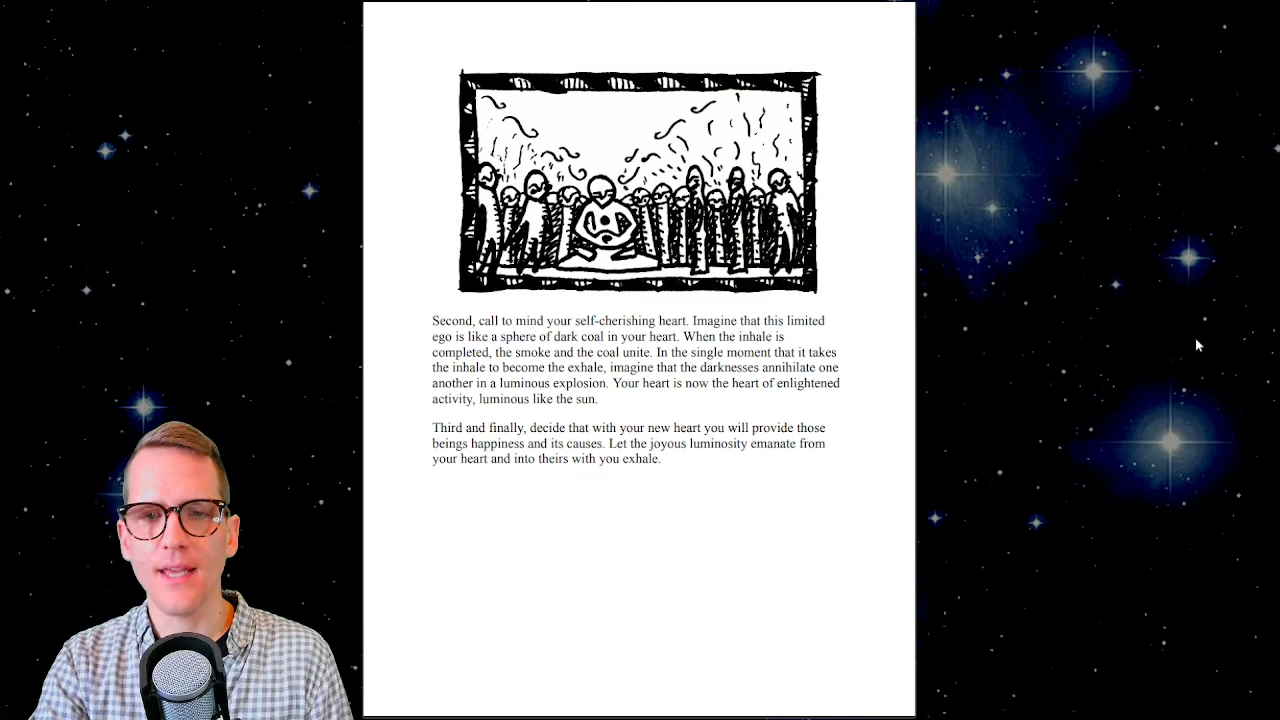 Second, call to mind your self-cherishing heart. Imagine that this limited
ego is like a sphere of dark coal in your heart. When the inhale is
completed, the smoke and the coal unite. In the single moment that it takes
the inhale to become the exhale, imagine that the darknesses annihilate one
another in a luminous explosion. Your heart is now the heart of enlightened
activity, luminous like the sun.
Third and finally, decide that with your new heart you will provide those
beings happiness and its causes. Let the joyous luminosity emanate from
your heart and into theirs with you exhale.